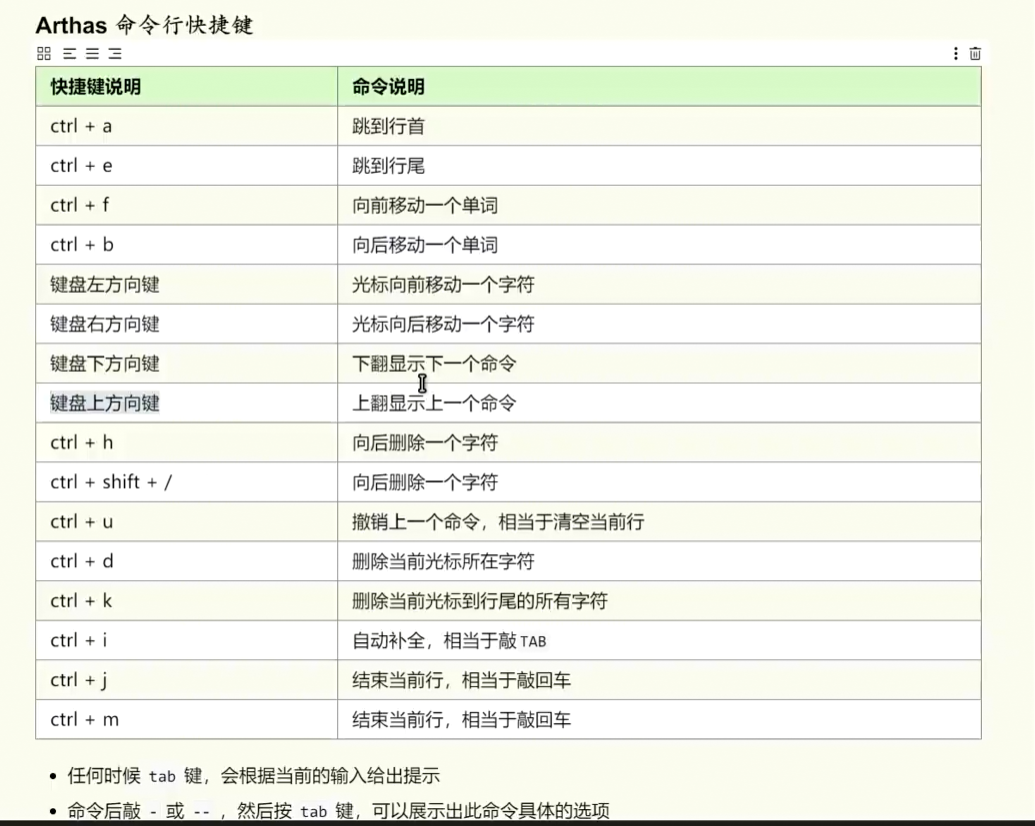 Arthas 命令行快捷键
快捷键说明 命令说明
ctrl + a 跳到行首
ctrl + e 跳到行尾
ctrl + f 向前移动一个单词
ctrl + b 向后移动一个单词
键盘左方向键 光标向前移动一个字符
键盘右方向键 光标向后移动一个字符
键盘下方向键 下翻显示下一个命令
键盘上方向键 上翻显示上一个命令
ctrl + h 向后删除一个字符
ctrl + shift + / 向后删除一个字符
ctrl + u 撤销上一个命令，相当于清空当前行
ctrl + d 删除当前光标所在字符
ctrl + k 删除当前光标到行尾的所有字符
ctrl + i 自动补全，相当于敲 TAB
ctrl + j 结束当前行，相当于敲回车
ctrl + m 结束当前行，相当于敲回车
• 任何时候 tab 键，会根据当前的输入给出提示
• 命令后敲 - 或 -- ，然后按 tab 键，可以展示出此命令具体的选项